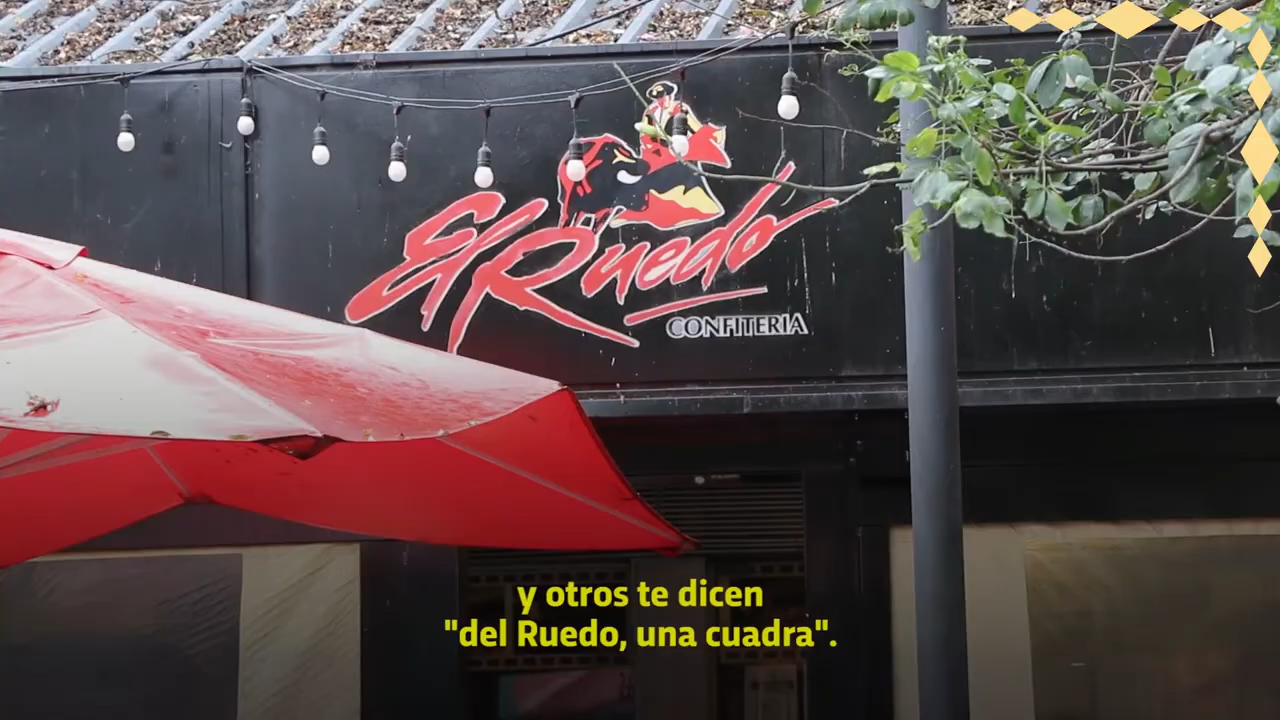 El Ruedo
CONFITERIA
y otros te dicen
"del Ruedo, una cuadra".